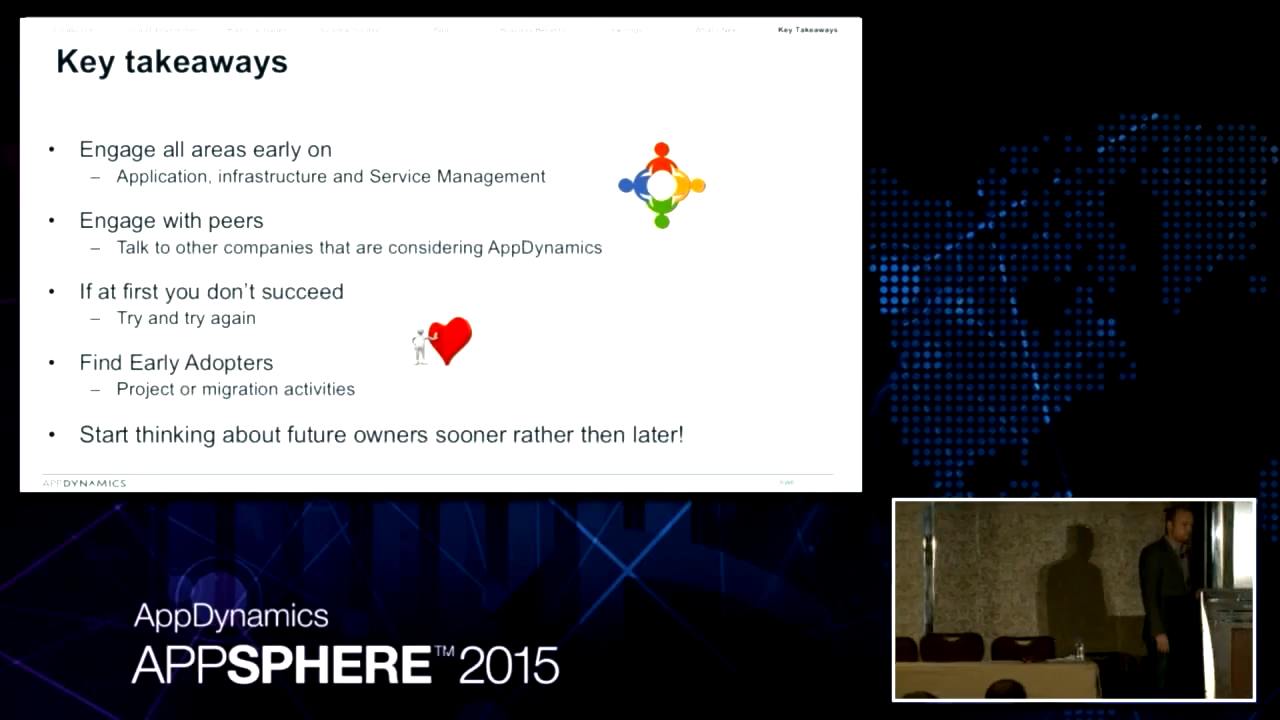 Key Takeaways
Key takeaways
• Engage all areas early on
– Application, infrastructure and Service Management
• Engage with peers
– Talk to other companies that are considering AppDynamics
• If at first you don’t succeed
– Try and try again
• Find Early Adopters
– Project or migration activities
• Start thinking about future owners sooner rather then later!
APPDYNAMICS
AppDynamics
APPSPHERE™ 2015